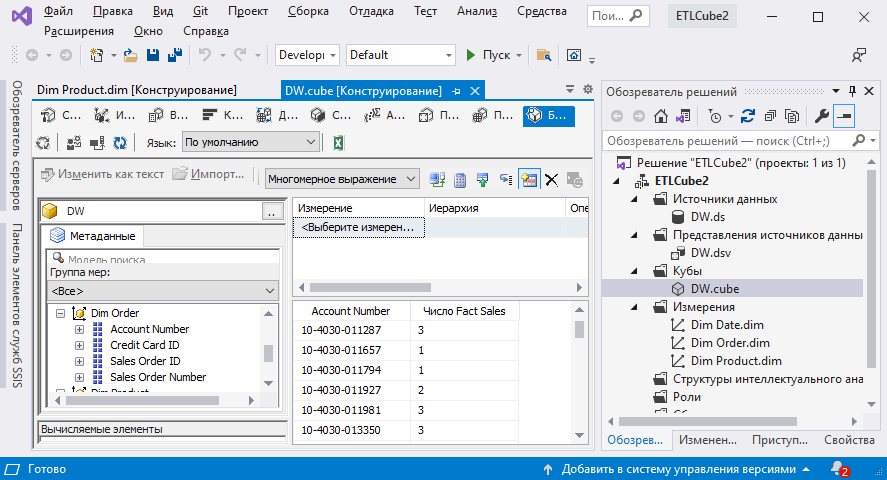 Файл Правка Вид Git Проект Сборка Отладка Тест Анализ Средства
Расширения Окно Справка
Пои...
ETLCube2
Developı Default Пуск
Обозреватель серверов
Панель элементов служб SSIS
Dim Product.dim [Конструирование] DW.cube [Конструирование]
С... И... В... К... Д... С... А... П... П... Б...
Язык: По умолчанию
Изменить как текст Импорт...
Многомерное выражение
DW ..
Метаданные
Модель поиска
Группа мер:
<Все>
Dim Order
Account Number
Credit Card ID
Sales Order ID
Sales Order Number
Dim Product
Вычисляемые элементы
Измерение Иерархия Опе
<Выберите измерен...
Account Number Число Fact Sales
10-4030-011287 3
10-4030-011657 1
10-4030-011794 1
10-4030-011927 2
10-4030-011981 3
10-4030-013350 3
Обозреватель решений
Обозреватель решений — поиск (Ctrl+;)
Решение "ETLCube2" (проекты: 1 из 1)
ETLCube2
Источники данных
DW.ds
Представления источников данны
DW.dsv
Кубы
DW.cube
Измерения
Dim Date.dim
Dim Order.dim
Dim Product.dim
Структуры интеллектуального ана
Роли
Обозрев... Изменен... Приступ... Свойства
Готово
Добавить в систему управления версиями
2